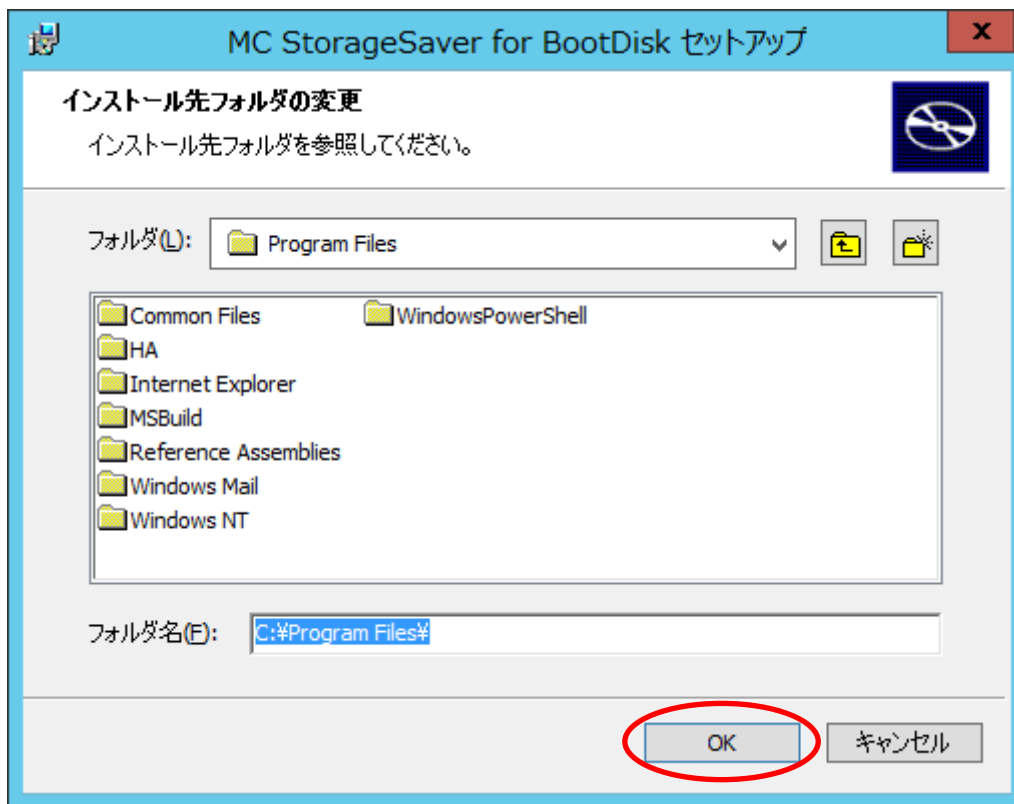 MC StorageSaver for BootDisk セットアップ
x
インストール先フォルダの変更
インストール先フォルダを参照してください。
フォルダ(L):
Program Files
Common Files
WindowsPowerShell
HA
Internet Explorer
MSBuild
Reference Assemblies
Windows Mail
Windows NT
フォルダ名(F):
C:¥Program Files¥
OK
キャンセル